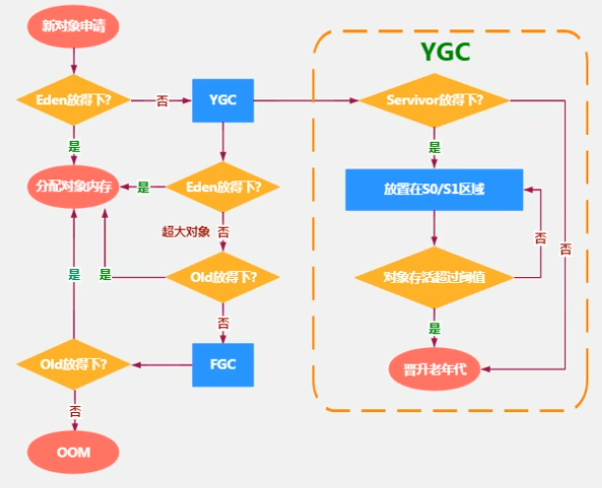 新对象申请
YGC
Eden放得下?
否
YGC
Servivor放得下?
是
是
分配对象内存
是
Eden放得下?
放置在S0/S1区域
超大对象
否
否
否
是
是
Old放得下?
对象存活超过阈值
否
是
Old放得下?
FGC
晋升老年代
否
OOM